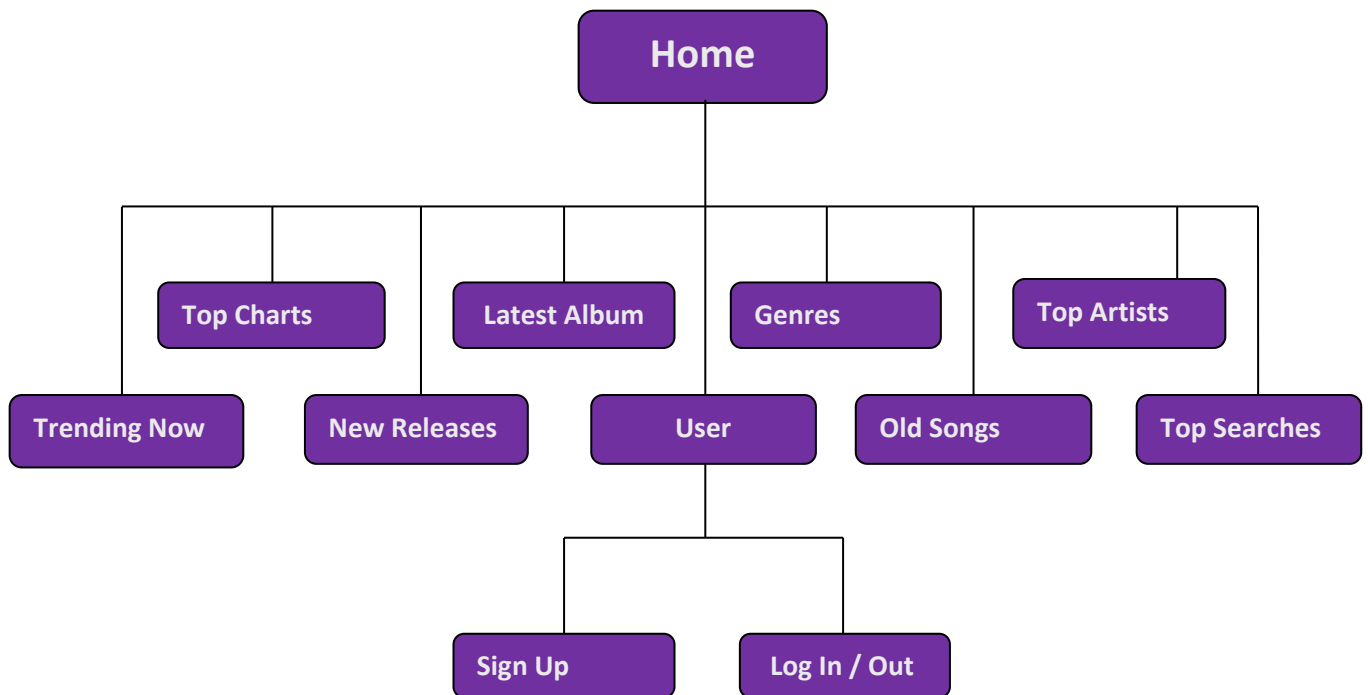 Home
Top Charts
Latest Album
Genres
Top Artists
Trending Now
New Releases
User
Old Songs
Top Searches
Sign Up
Log In / Out